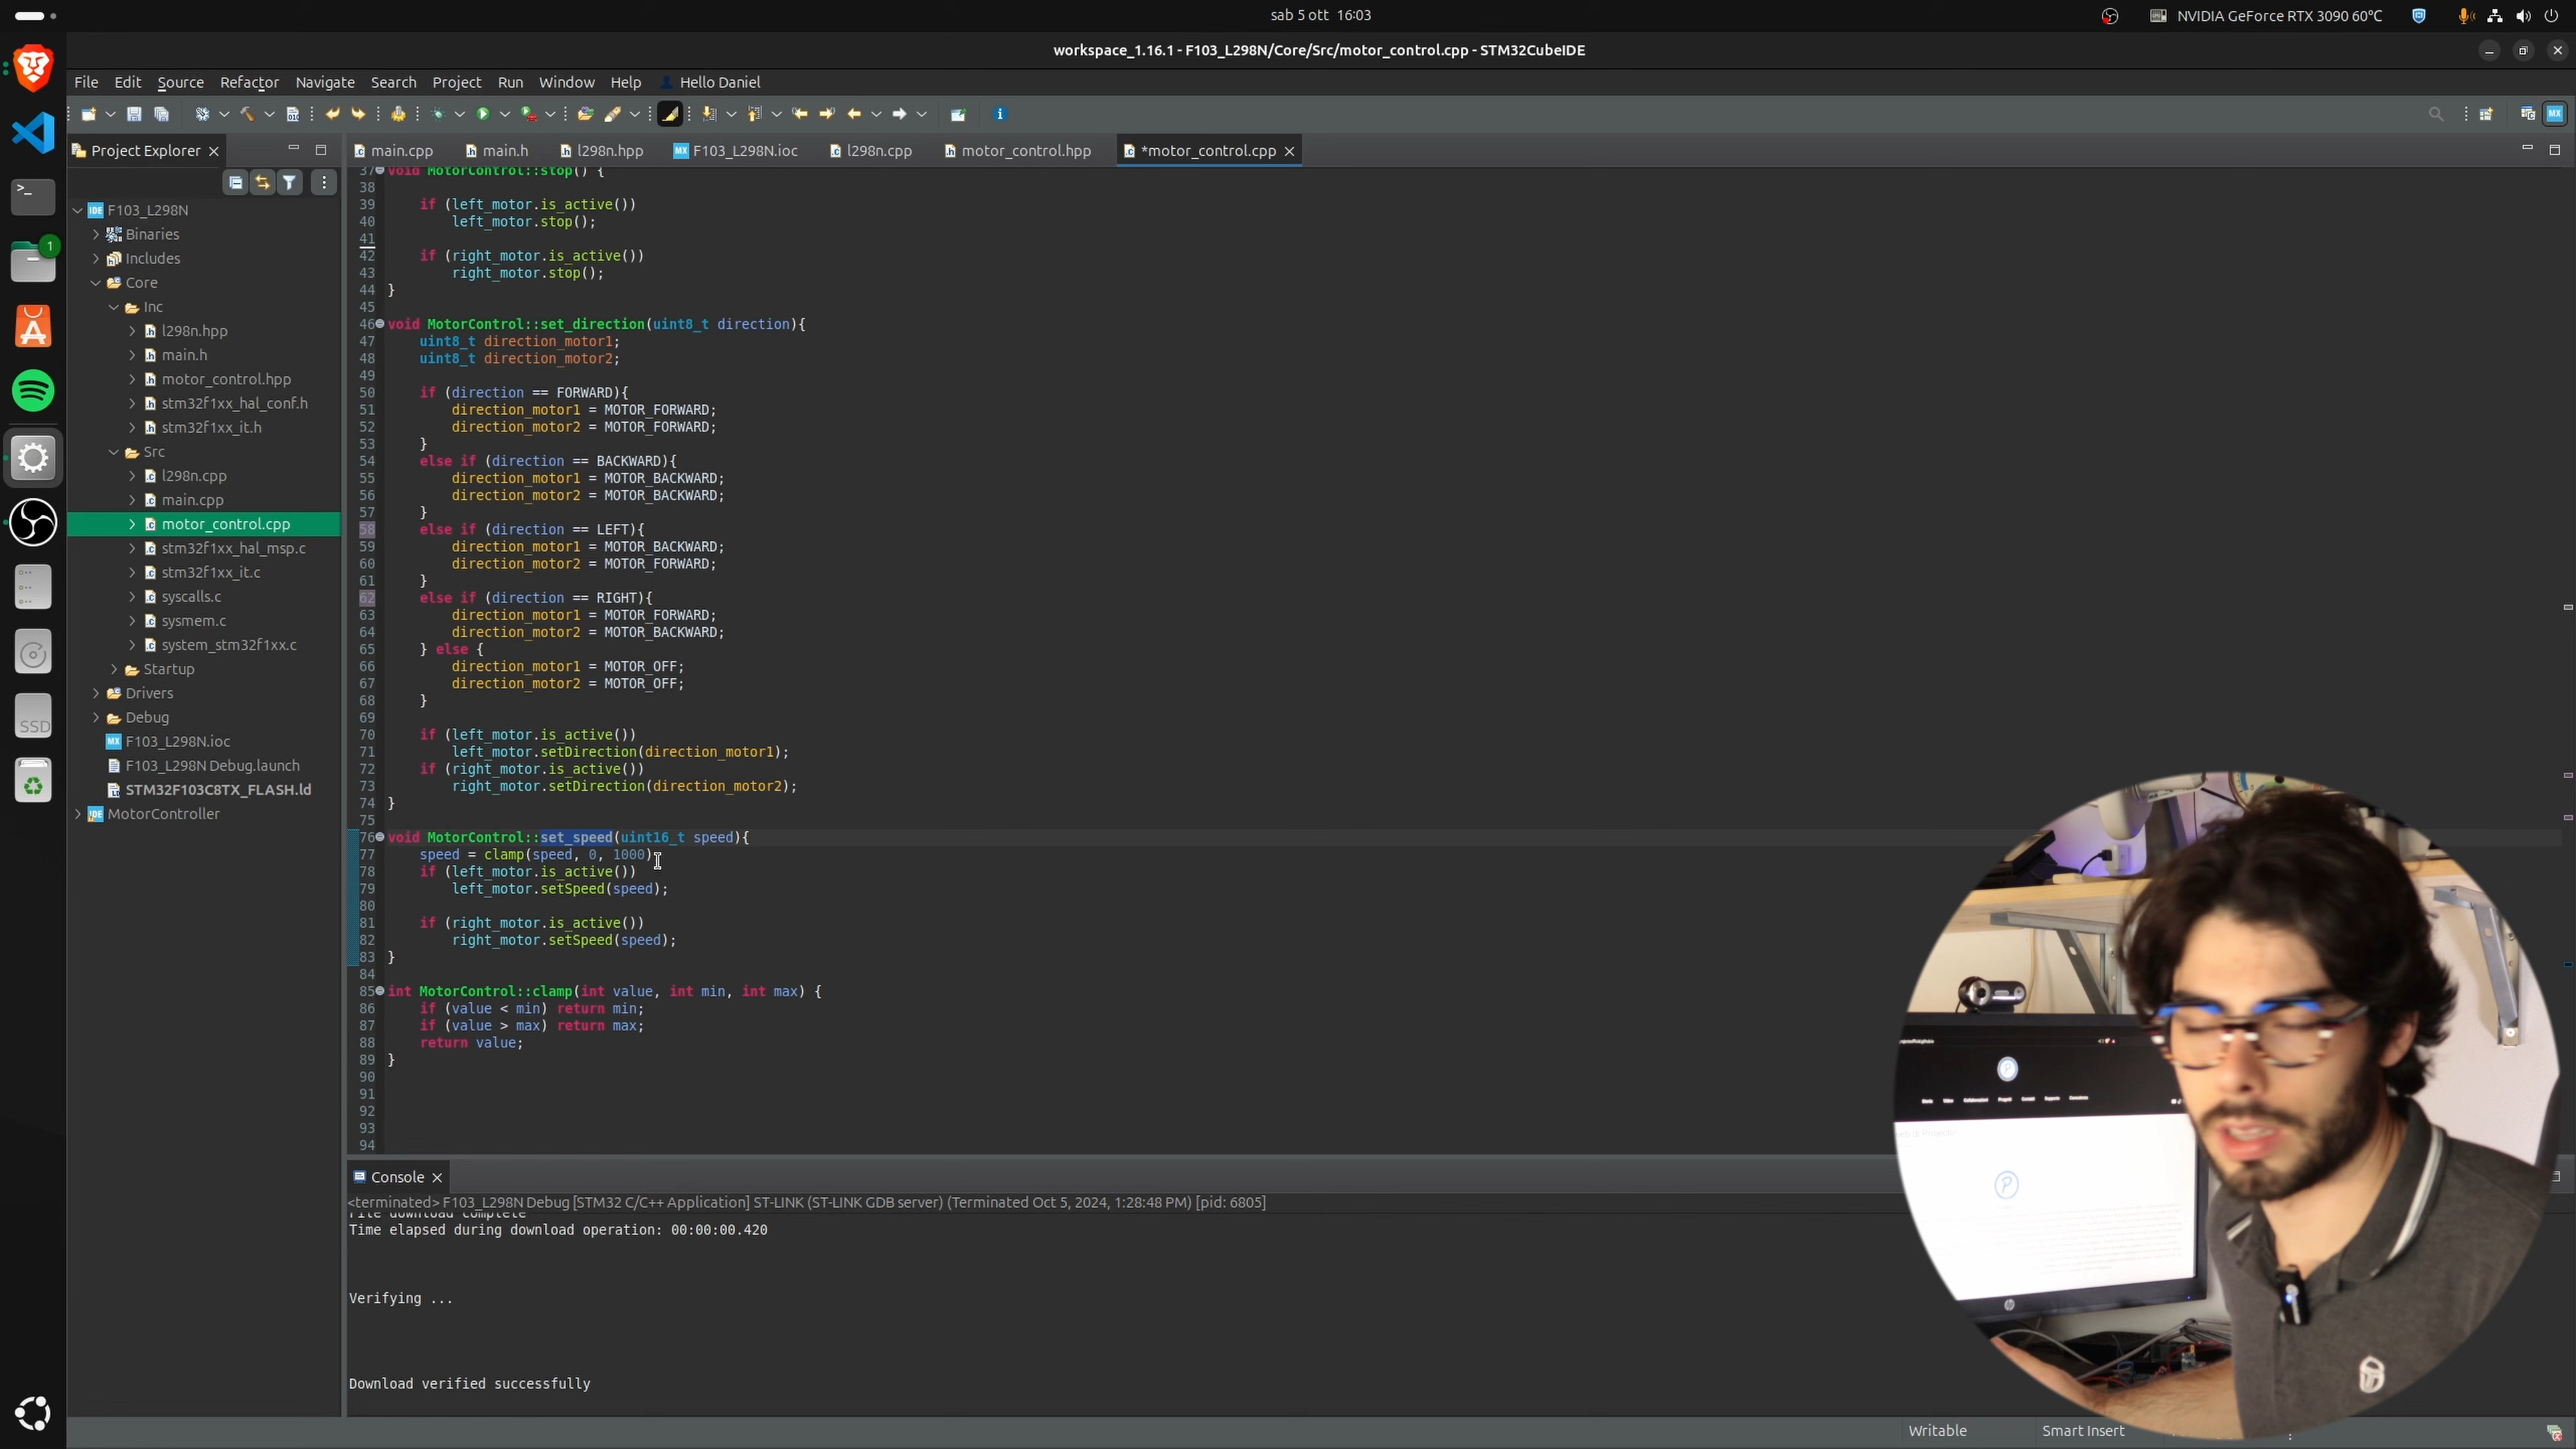 sab 5 ott 16:03
NVIDIA GeForce RTX 3090 60°C
workspace_1.16.1 - F103_L298N/Core/Src/motor_control.cpp - STM32CubeIDE
File Edit Source Refactor Navigate Search Project Run Window Help Hello Daniel
Project Explorer
main.cpp main.h l298n.hpp F103_L298N.ioc l298n.cpp motor_control.hpp *motor_control.cpp
F103_L298N
Binaries
Includes
Core
Inc
l298n.hpp
main.h
motor_control.hpp
stm32f1xx_hal_conf.h
stm32f1xx_it.h
Src
l298n.cpp
main.cpp
motor_control.cpp
stm32f1xx_hal_msp.c
stm32f1xx_it.c
syscalls.c
sysmem.c
system_stm32f1xx.c
Startup
Drivers
Debug
F103_L298N.ioc
F103_L298N Debug.launch
STM32F103C8TX_FLASH.ld
MotorController
1
SSD
37 void MotorControl::stop() {
38
39 if (left_motor.is_active())
40 left_motor.stop();
41
42 if (right_motor.is_active())
43 right_motor.stop();
44 }
45
46 void MotorControl::set_direction(uint8_t direction){
47 uint8_t direction_motor1;
48 uint8_t direction_motor2;
49
50 if (direction == FORWARD){
51 direction_motor1 = MOTOR_FORWARD;
52 direction_motor2 = MOTOR_FORWARD;
53 }
54 else if (direction == BACKWARD){
55 direction_motor1 = MOTOR_BACKWARD;
56 direction_motor2 = MOTOR_BACKWARD;
57 }
58 else if (direction == LEFT){
59 direction_motor1 = MOTOR_BACKWARD;
60 direction_motor2 = MOTOR_FORWARD;
61 }
62 else if (direction == RIGHT){
63 direction_motor1 = MOTOR_FORWARD;
64 direction_motor2 = MOTOR_BACKWARD;
65 } else {
66 direction_motor1 = MOTOR_OFF;
67 direction_motor2 = MOTOR_OFF;
68 }
69
70 if (left_motor.is_active())
71 left_motor.setDirection(direction_motor1);
72 if (right_motor.is_active())
73 right_motor.setDirection(direction_motor2);
74 }
75
76 void MotorControl::set_speed(uint16_t speed){
77 speed = clamp(speed, 0, 1000);
78 if (left_motor.is_active())
79 left_motor.setSpeed(speed);
80
81 if (right_motor.is_active())
82 right_motor.setSpeed(speed);
83 }
84
85 int MotorControl::clamp(int value, int min, int max) {
86 if (value < min) return min;
87 if (value > max) return max;
88 return value;
89 }
90
91
92
93
94
Console
<terminated> F103_L298N Debug [STM32 C/C++ Application] ST-LINK (ST-LINK GDB server) (Terminated Oct 5, 2024, 1:28:48 PM) [pid: 6805]
File download complete
Time elapsed during download operation: 00:00:00.420
Verifying ...
Download verified successfully
Writable Smart Insert